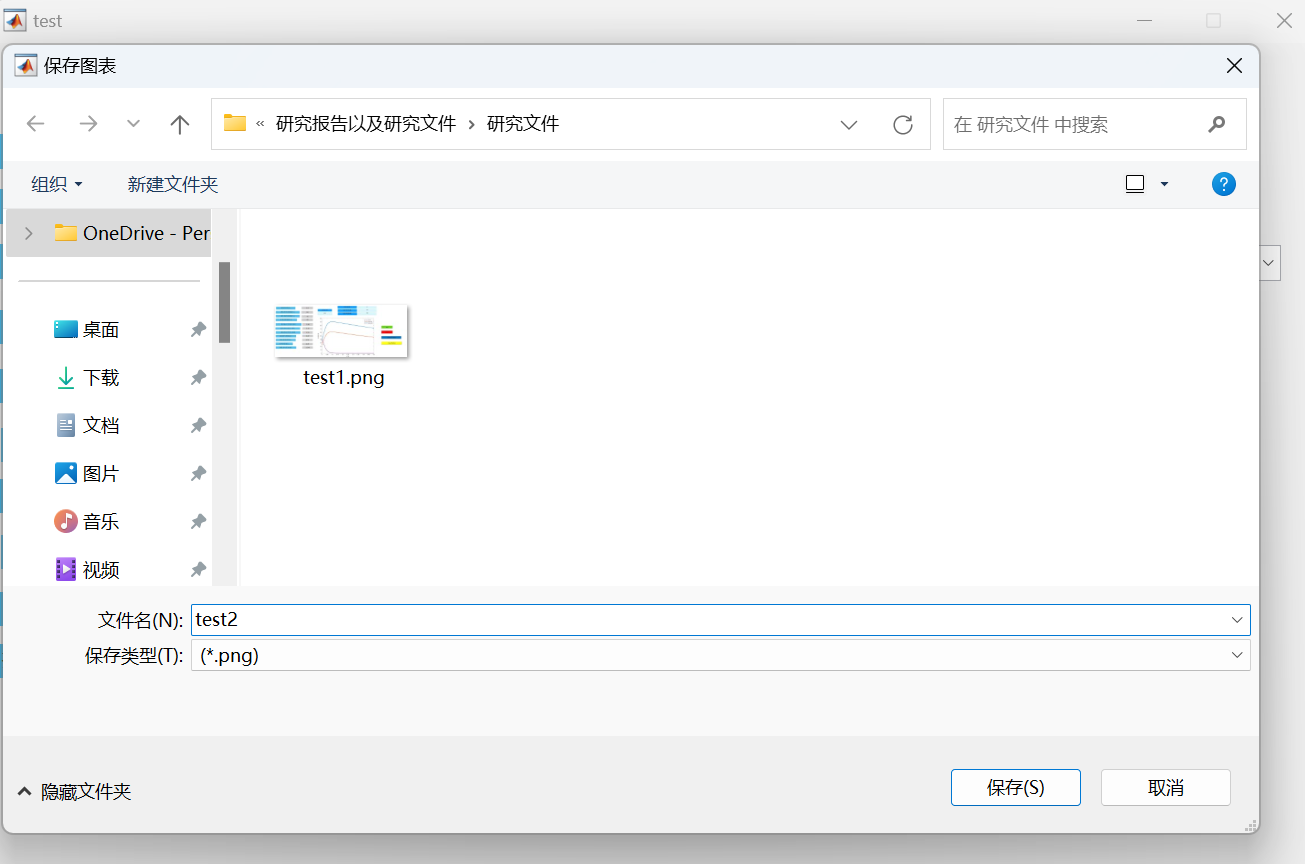 test
保存图表
« 研究报告以及研究文件 › 研究文件
在 研究文件 中搜索
组织 新建文件夹
?
OneDrive - Per
桌面
下载
文档
图片
音乐
视频
test1.png
文件名(N): test2
保存类型(T): (*.png)
隐藏文件夹
保存(S) 取消